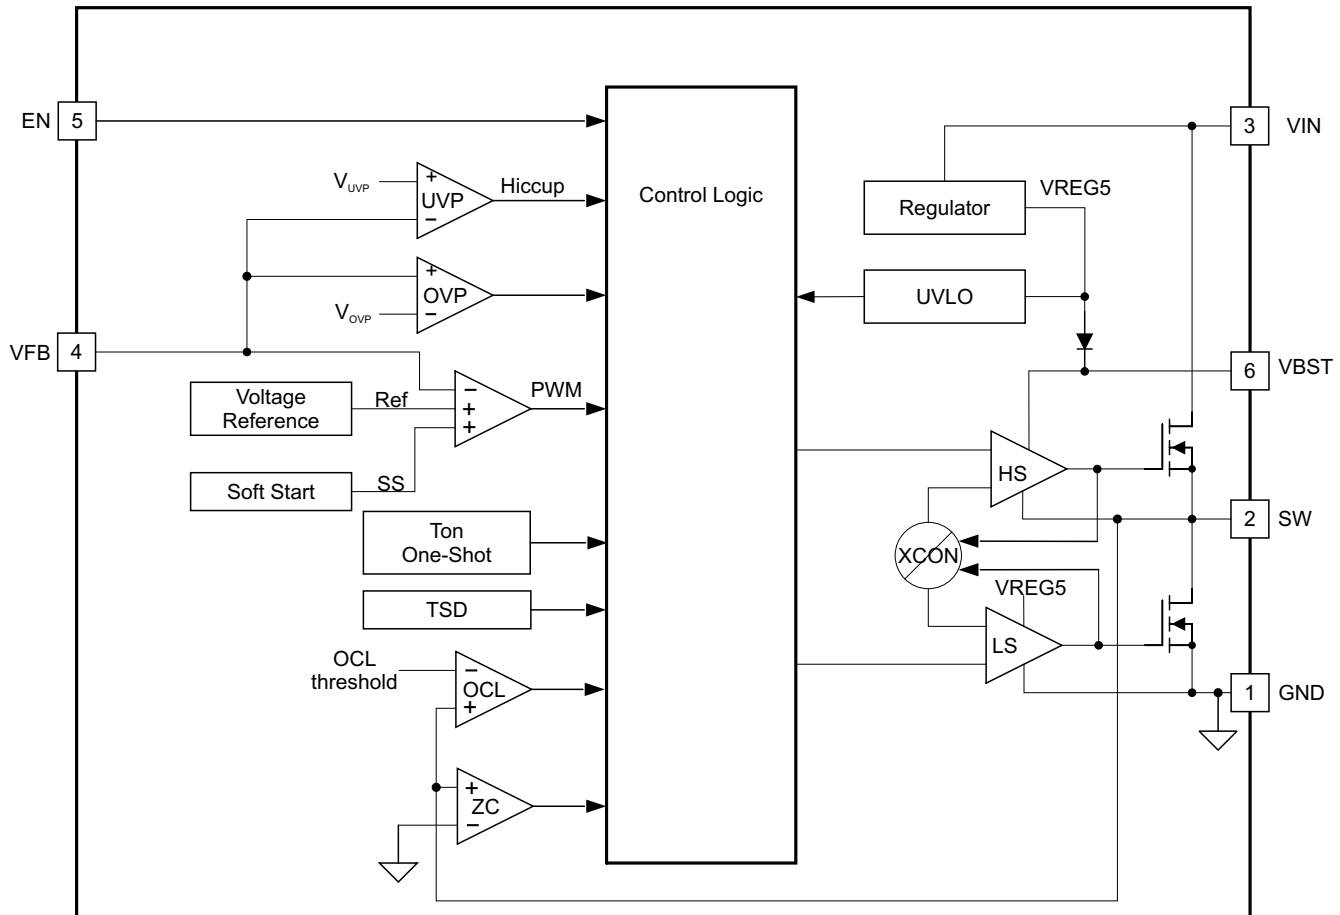 EN
5
V UVP
+
UVP
−
Hiccup
+
OVP
−
V OVP
VFB
4
Voltage
Reference
Ref
−
+
+
PWM
Soft Start
SS
Ton
One-Shot
TSD
OCL
threshold
−
OCL
+
+
ZC
−
Control Logic
3
VIN
Regulator
VREG5
UVLO
6
VBST
HS
2
SW
XCON
VREG5
LS
1
GND